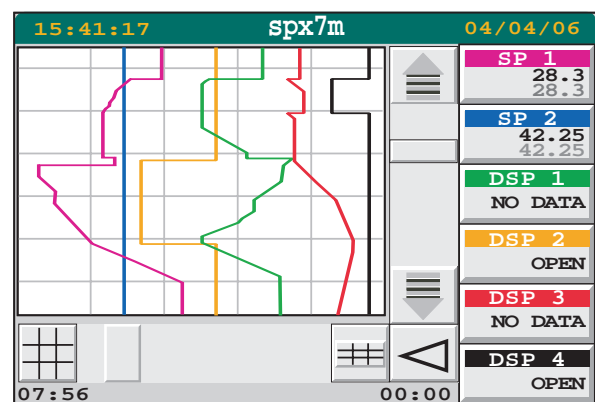 15:41:17 spx7m 04/04/06
SP 1
28.3
28.3
SP 2
42.25
42.25
DSP 1
NO DATA
DSP 2
OPEN
DSP 3
NO DATA
DSP 4
OPEN
07:56 00:00